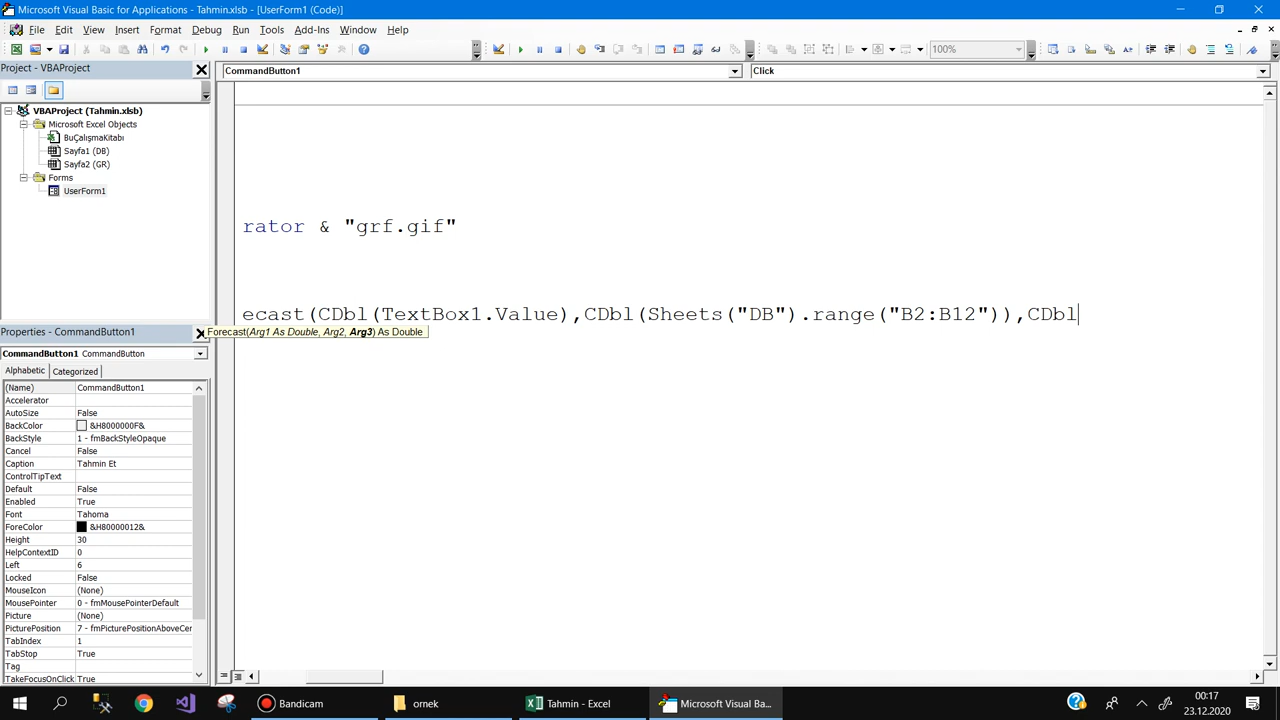 Microsoft Visual Basic for Applications - Tahmin.xlsb - [UserForm1 (Code)]
File Edit View Insert Format Debug Run Tools Add-Ins Window Help
100%
Project - VBAProject
CommandButton1
Click
VBAProject (Tahmin.xlsb)
Microsoft Excel Objects
BuÇalışmaKitabı
Sayfa1 (DB)
Sayfa2 (GR)
Forms
UserForm1
rator & "grf.gif"
ecast(CDbl(TextBox1.Value),CDbl(Sheets("DB").range("B2:B12")),CDbl
Forecast(Arg1 As Double, Arg2, Arg3) As Double
Properties - CommandButton1
CommandButton1 CommandButton
Alphabetic Categorized
(Name) CommandButton1
Accelerator
AutoSize False
BackColor &H8000000F&
BackStyle 1 - fmBackStyleOpaque
Cancel False
Caption Tahmin Et
ControlTipText
Default False
Enabled True
Font Tahoma
ForeColor &H80000012&
Height 30
HelpContextID 0
Left 6
Locked False
MouseIcon (None)
MousePointer 0 - fmMousePointerDefault
Picture (None)
PicturePosition 7 - fmPicturePositionAboveCer
TabIndex 1
TabStop True
Tag
TakeFocusOnClick True
Bandicam
ornek
Tahmin - Excel
Microsoft Visual Ba...
00:17
23.12.2020